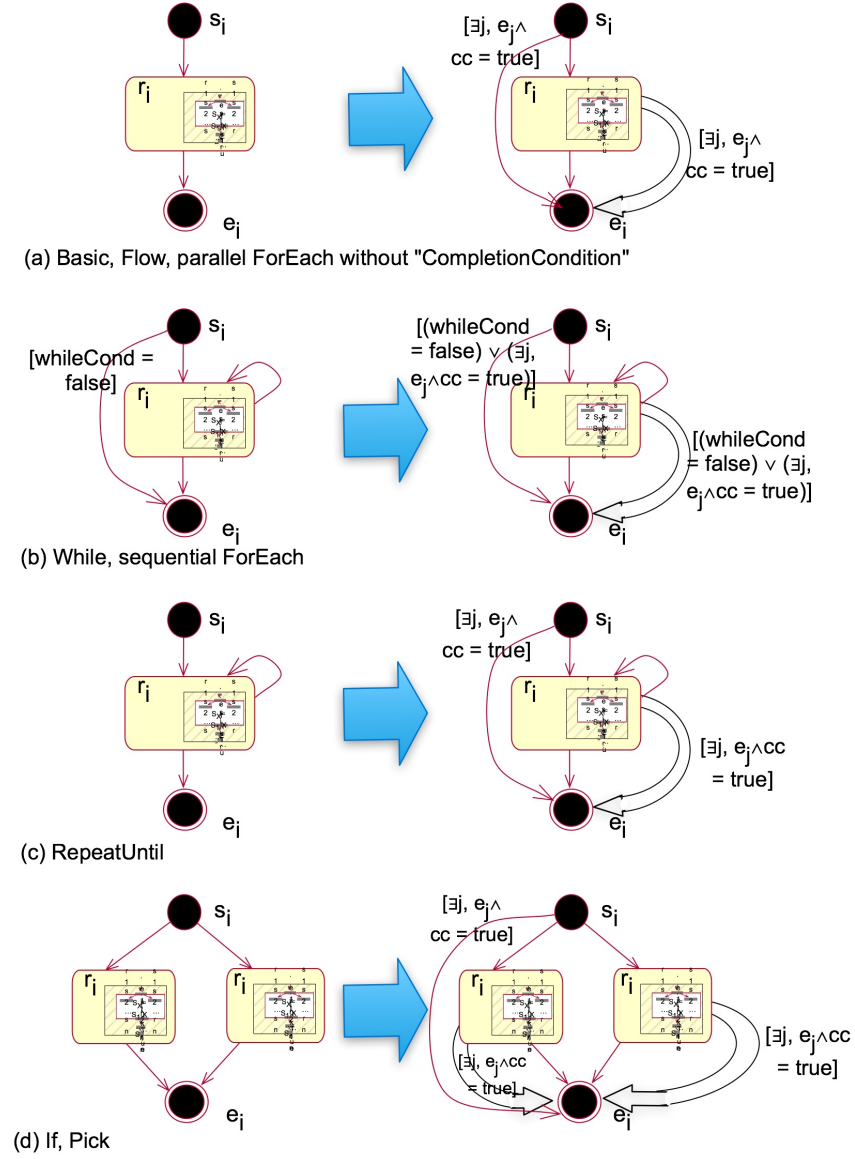 s_i
r_i
e_i
[∃j, e_j∧
cc = true]
s_i
r_i
[∃j, e_j∧
cc = true]
e_i
(a) Basic, Flow, parallel ForEach without "CompletionCondition"
s_i
[whileCond =
false]
r_i
e_i
[(whileCond
= false) ∨ (∃j,
e_j∧cc = true)]
s_i
r_i
[(whileCond
= false) ∨ (∃j,
e_j∧cc = true)]
e_i
(b) While, sequential ForEach
s_i
r_i
e_i
[∃j, e_j∧
cc = true]
s_i
r_i
[∃j, e_j∧cc
= true]
e_i
(c) RepeatUntil
s_i
r_i
r_i
e_i
[∃j, e_j∧
cc = true]
s_i
r_i
r_i
[∃j, e_j∧cc
= true]
[∃j, e_j∧cc
= true]
e_i
(d) If, Pick